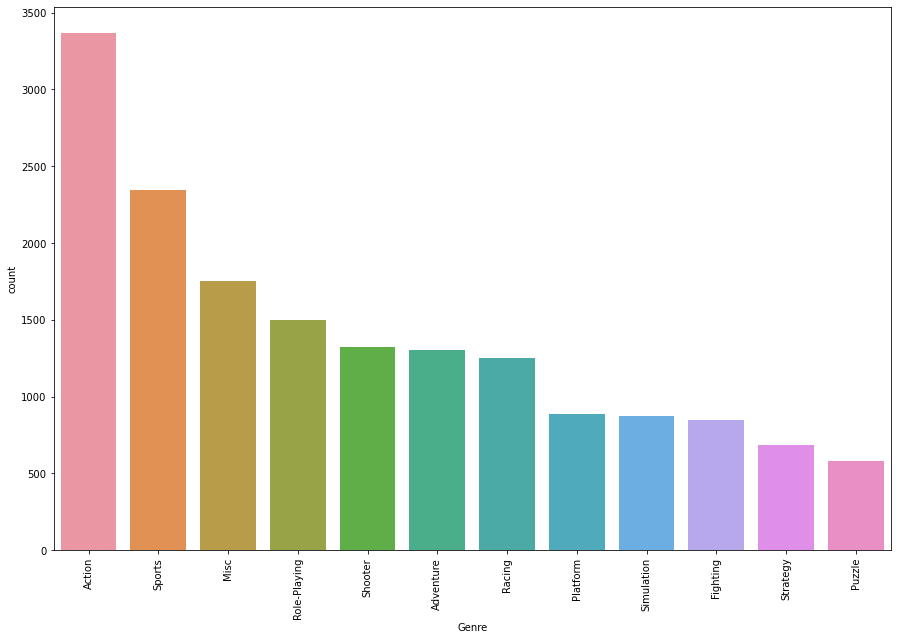 3500
3000
2500
2000
1500
1000
500
0
count
Action
Sports
Misc
Role-Playing
Shooter
Adventure
Racing
Platform
Simulation
Fighting
Strategy
Puzzle
Genre